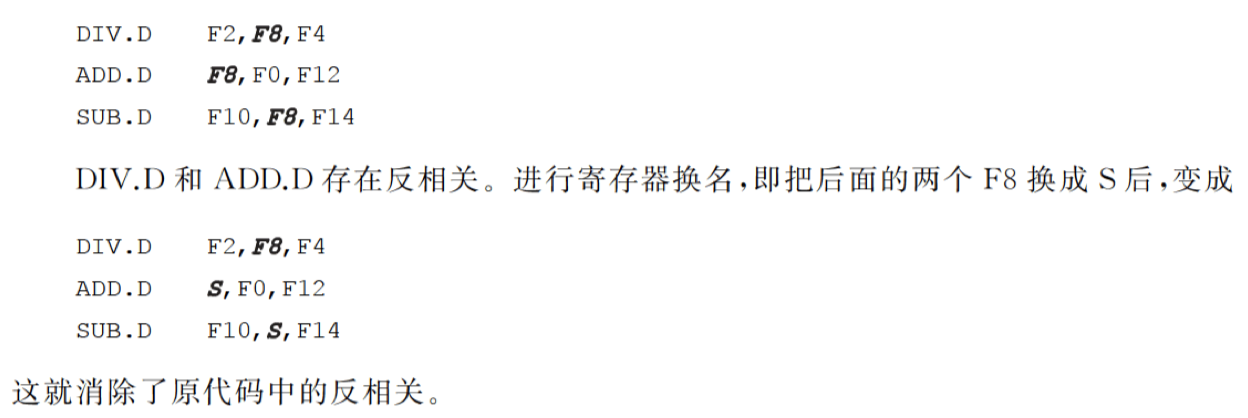 DIV.D F2,F8,F4
ADD.D F8,F0,F12
SUB.D F10,F8,F14
DIV.D 和 ADD.D 存在反相关。进行寄存器换名,即把后面的两个 F8 换成 S 后,变成
DIV.D F2,F8,F4
ADD.D S,F0,F12
SUB.D F10,S,F14
这就消除了原代码中的反相关。